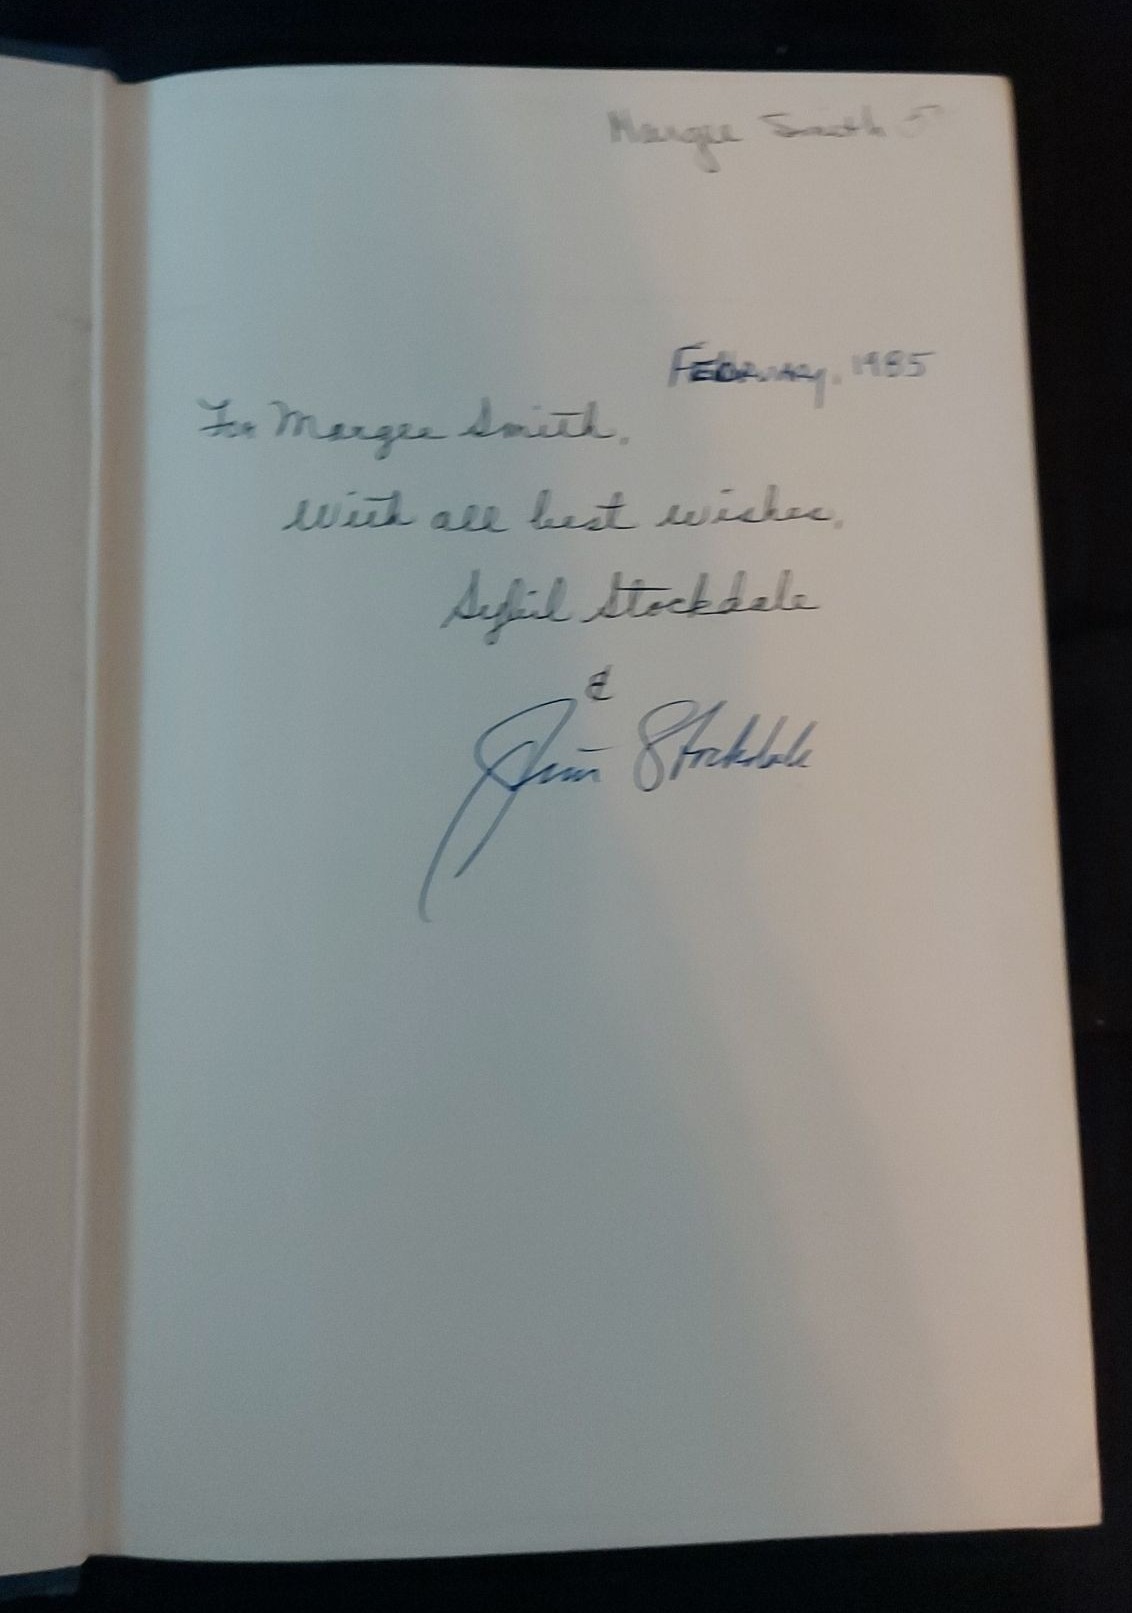 Margee Smith
February, 1985
For Margee Smith,
With all best wishes,
Sybil Stockdale
&
Jim Stockdale